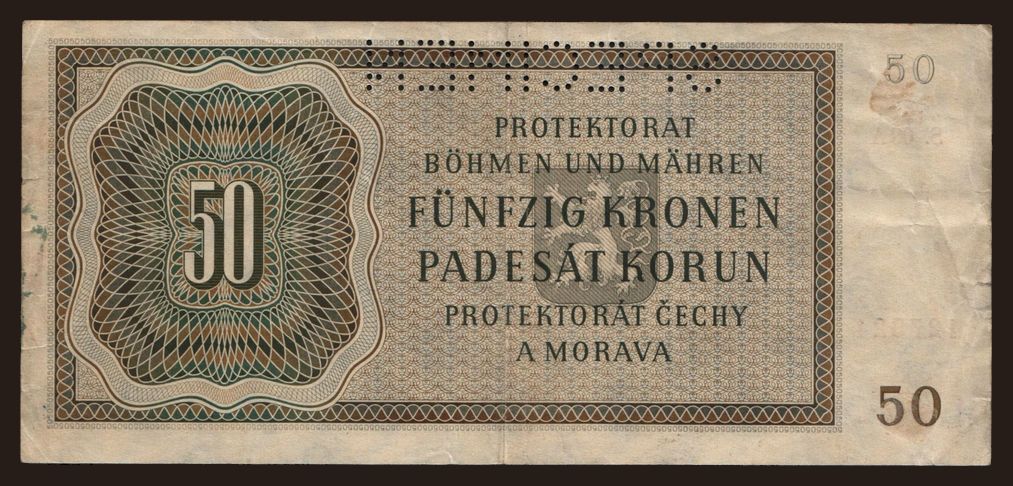 50
PROTEKTORAT
BÖHMEN UND MÄHREN
FÜNFZIG KRONEN
50
PADESÁT KORUN
PROTEKTORÁT ČECHY
A MORAVA
50